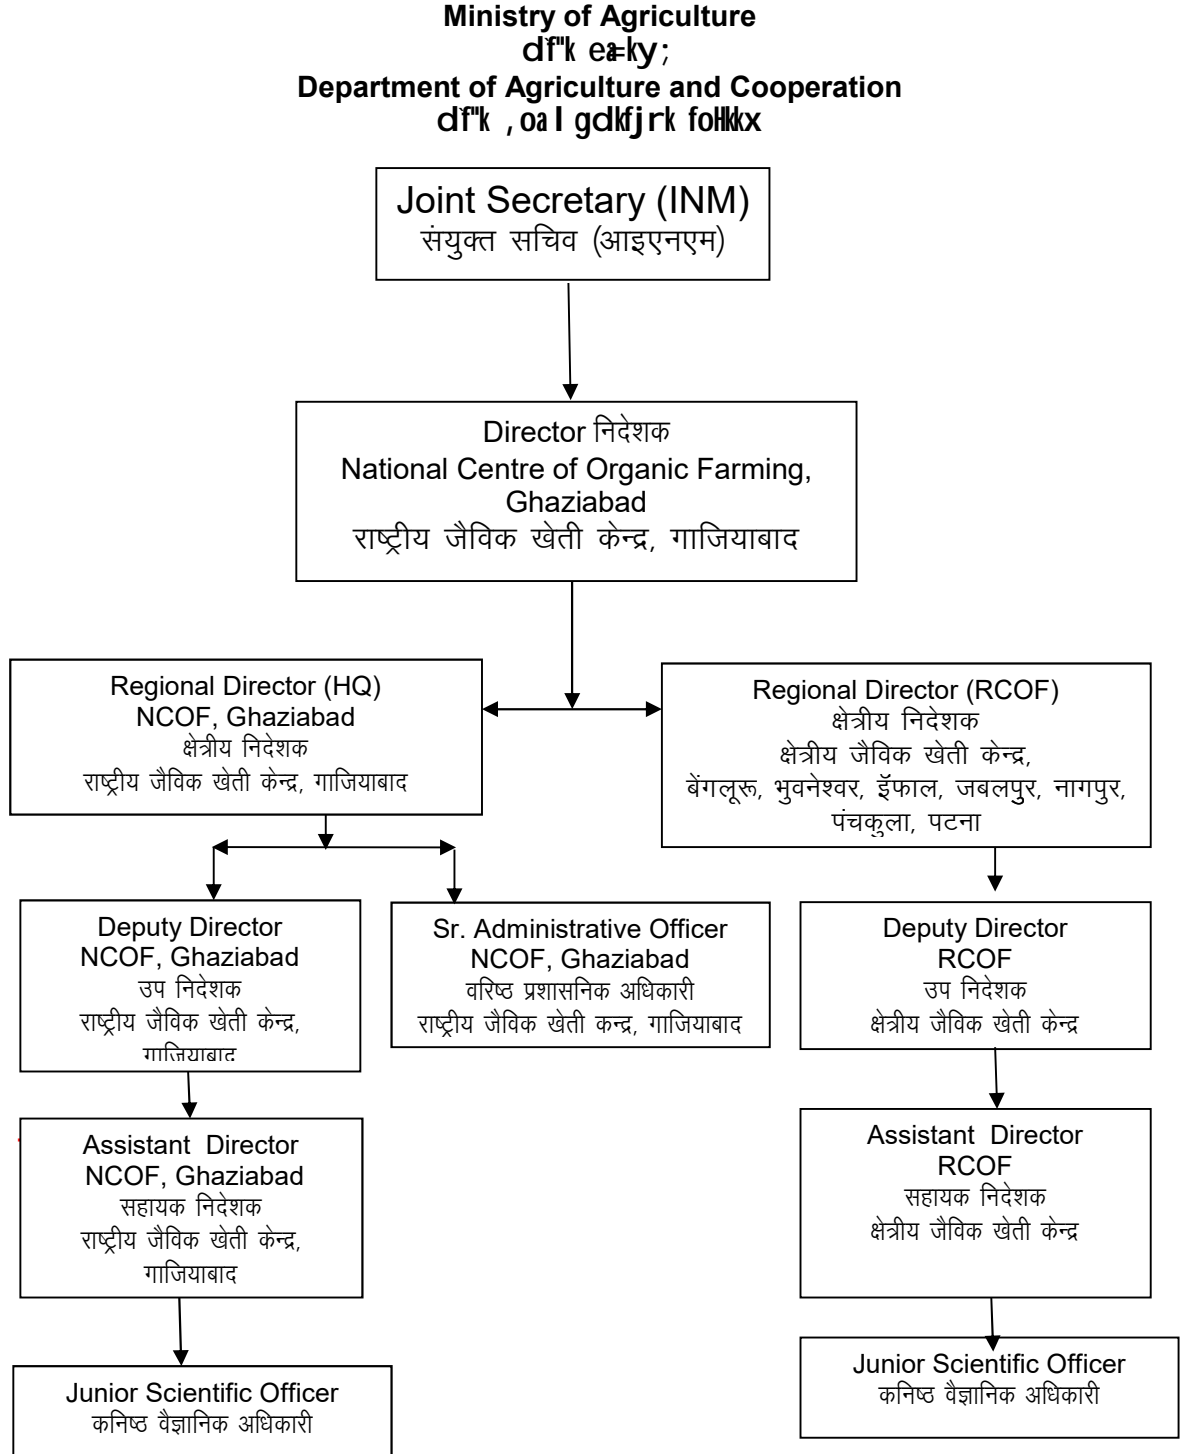 Ministry of Agriculture
d`f"k ea=ky;
Department of Agriculture and Cooperation
d`f"k ,oa l gdkfjrk foHkkx
Joint Secretary (INM)
संयुक्त सचिव (आइएनएम)
Director निदेशक
National Centre of Organic Farming,
Ghaziabad
राष्ट्रीय जैविक खेती केन्द्र, गाजियाबाद
Regional Director (HQ)
NCOF, Ghaziabad
क्षेत्रीय निदेशक
राष्ट्रीय जैविक खेती केन्द्र, गाजियाबाद
Regional Director (RCOF)
क्षेत्रीय निदेशक
क्षेत्रीय जैविक खेती केन्द्र,
बेंगलूरू, भुवनेश्वर, इॅफाल, जबलपुर, नागपुर,
पंचकुला, पटना
Deputy Director
NCOF, Ghaziabad
उप निदेशक
राष्ट्रीय जैविक खेती केन्द्र,
गाजियाबाद
Sr. Administrative Officer
NCOF, Ghaziabad
वरिष्ठ प्रशासनिक अधिकारी
राष्ट्रीय जैविक खेती कन्द्र, गाजियाबाद
Deputy Director
RCOF
उप निदेशक
क्षेत्रीय जैविक खेती केन्द्र
Assistant Director
NCOF, Ghaziabad
सहायक निदेशक
राष्ट्रीय जैविक खेती केन्द्र,
गाजियाबाद
Assistant Director
RCOF
सहायक निदेशक
क्षेत्रीय जैविक खेती केन्द्र
Junior Scientific Officer
कनिष्ठ वैज्ञानिक अधिकारी
Junior Scientific Officer
कनिष्ठ वैज्ञानिक अधिकारी